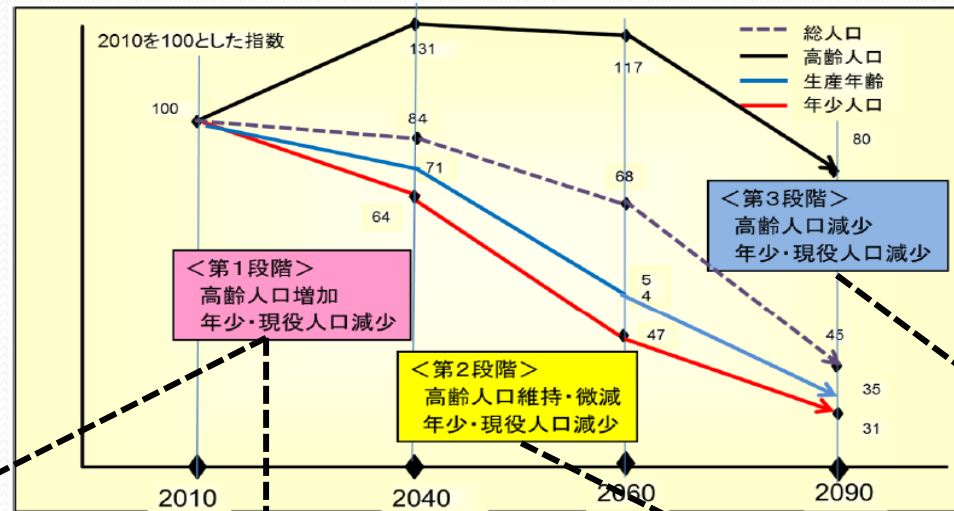 2010を100とした指数
総人口
高齢人口
生産年齢
年少人口
100
131
117
80
84
71
68
64
5
4
47
45
35
31
＜第1段階＞
高齢人口増加
年少・現役人口減少
＜第2段階＞
高齢人口維持・微減
年少・現役人口減少
＜第3段階＞
高齢人口減少
年少・現役人口減少
2010
2040
2060
2090